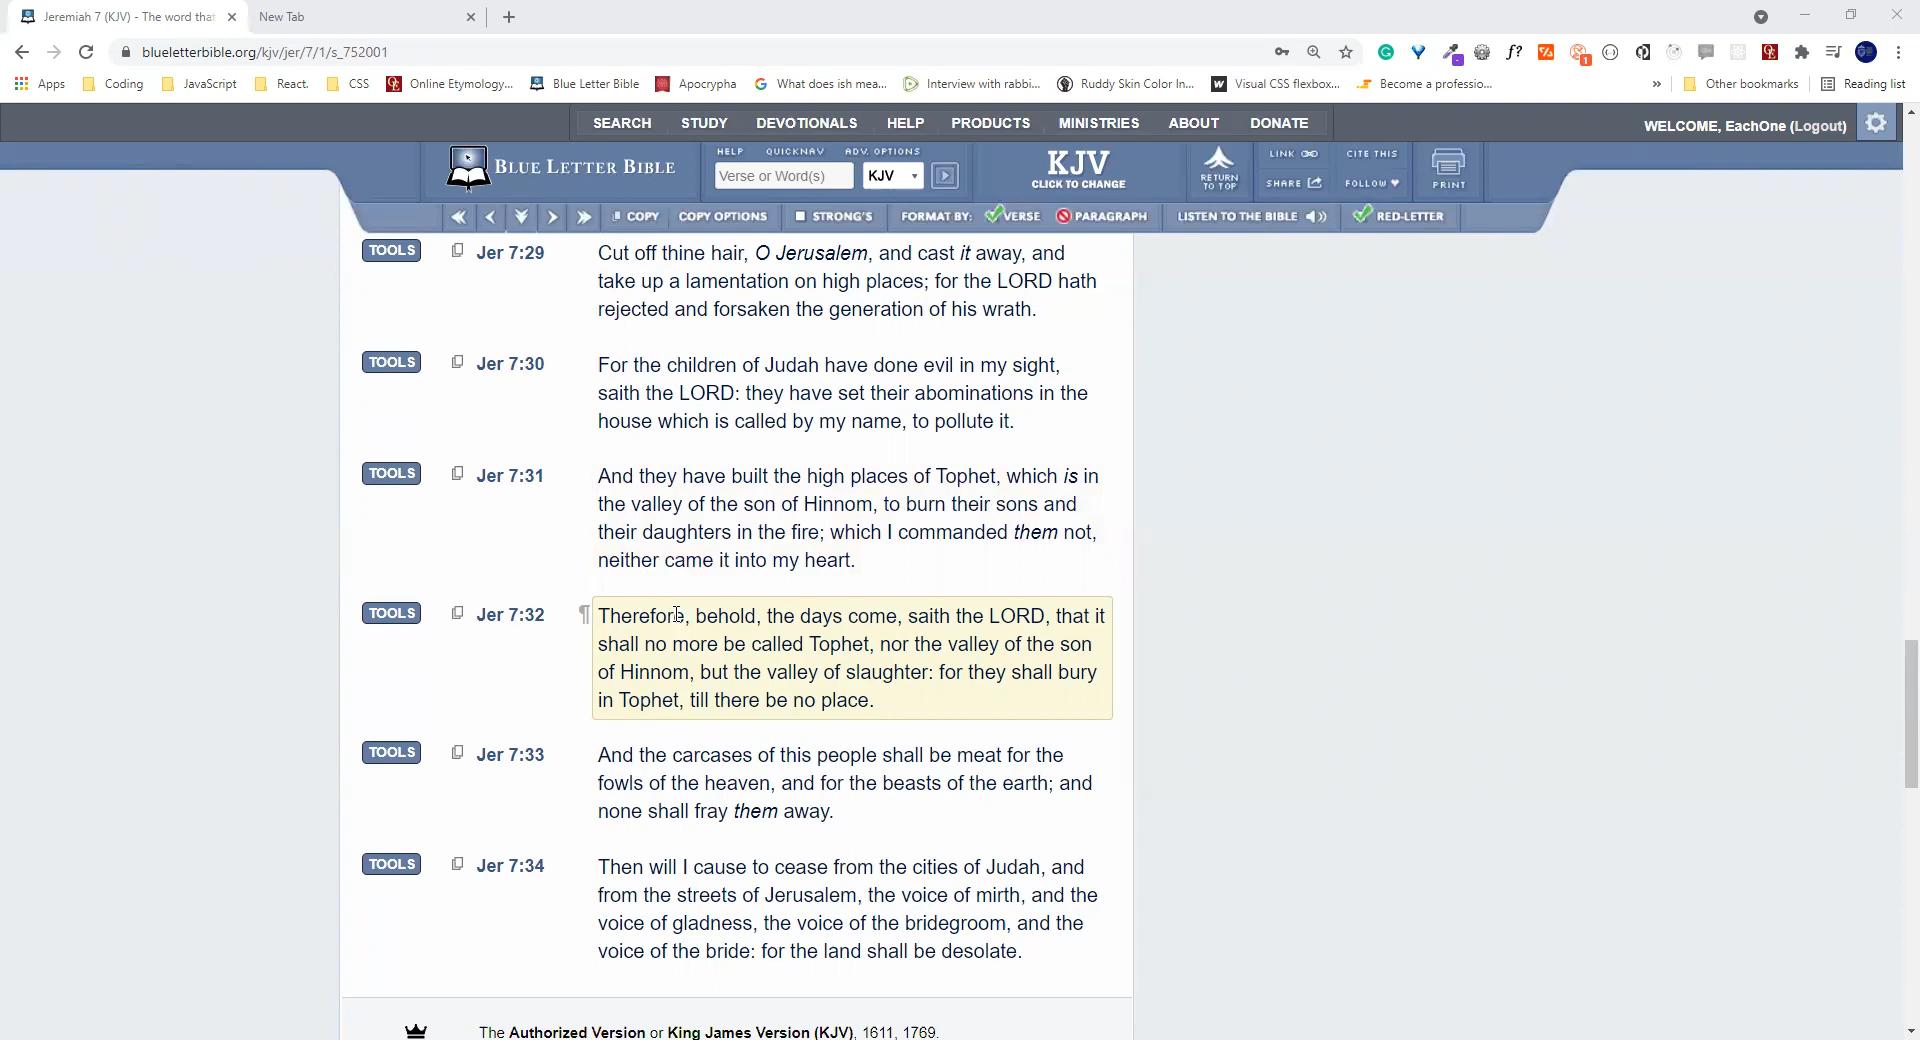 Jeremiah 7 (KJV) - The word that
New Tab
blueletterbible.org/kjv/jer/7/1/s_752001
f?
1
Apps
Coding
JavaScript
React.
CSS
Online Etymology...
Blue Letter Bible
Apocrypha
What does ish mea...
Interview with rabbi...
Ruddy Skin Color In...
Visual CSS flexbox...
Become a professio...
»
Other bookmarks
Reading list
SEARCH STUDY DEVOTIONALS HELP PRODUCTS MINISTRIES ABOUT DONATE
WELCOME, EachOne (Logout)
BLUE LETTER BIBLE
HELP QUICKNAV ADV. OPTIONS
Verse or Word(s)
KJV
KJV
CLICK TO CHANGE
RETURN
TO TOP
LINK
CITE THIS
SHARE
FOLLOW
PRINT
COPY
COPY OPTIONS
STRONG'S
FORMAT BY: VERSE PARAGRAPH
LISTEN TO THE BIBLE
RED-LETTER
TOOLS Jer 7:29 Cut off thine hair, O Jerusalem, and cast it away, and
take up a lamentation on high places; for the LORD hath
rejected and forsaken the generation of his wrath.
TOOLS Jer 7:30 For the children of Judah have done evil in my sight,
saith the LORD: they have set their abominations in the
house which is called by my name, to pollute it.
TOOLS Jer 7:31 And they have built the high places of Tophet, which is in
the valley of the son of Hinnom, to burn their sons and
their daughters in the fire; which I commanded them not,
neither came it into my heart.
TOOLS Jer 7:32 ¶ Therefore, behold, the days come, saith the LORD, that it
shall no more be called Tophet, nor the valley of the son
of Hinnom, but the valley of slaughter: for they shall bury
in Tophet, till there be no place.
TOOLS Jer 7:33 And the carcases of this people shall be meat for the
fowls of the heaven, and for the beasts of the earth; and
none shall fray them away.
TOOLS Jer 7:34 Then will I cause to cease from the cities of Judah, and
from the streets of Jerusalem, the voice of mirth, and the
voice of gladness, the voice of the bridegroom, and the
voice of the bride: for the land shall be desolate.
The Authorized Version or King James Version (KJV), 1611, 1769.